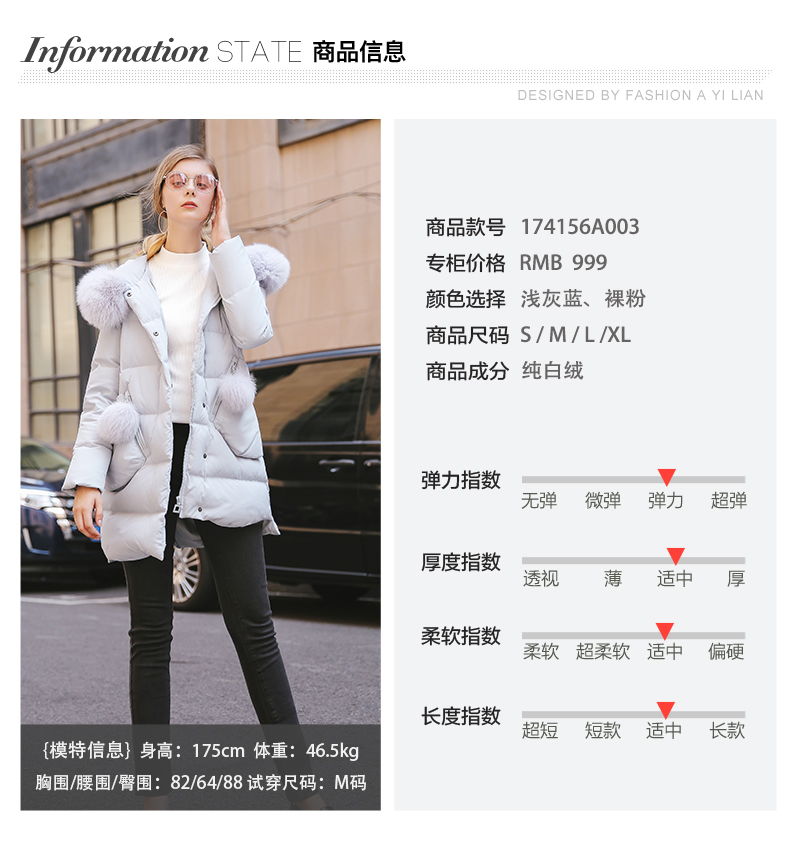 Information STATE 商品信息
DESIGNED BY FASHION A YI LIAN
商品款号 174156A003
专柜价格 RMB 999
颜色选择 浅灰蓝、裸粉
商品尺码 S / M / L /XL
商品成分 纯白绒
弹力指数
无弹 微弹 弹力 超弹
厚度指数
透视 薄 适中 厚
柔软指数
柔软 超柔软 适中 偏硬
长度指数
超短 短款 适中 长款
{模特信息} 身高：175cm 体重：46.5kg
胸围/腰围/臀围：82/64/88 试穿尺码：M码